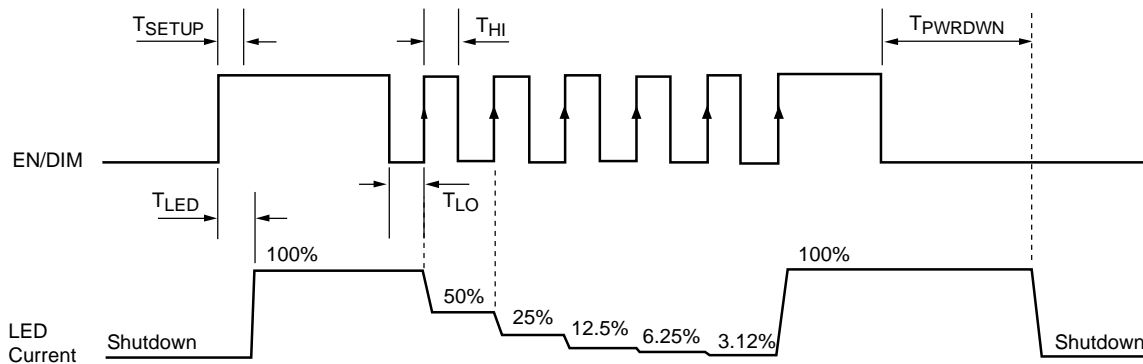 TSETUP
THI
TPWRDWN
EN/DIM
TLED
TLO
100%
100%
50%
25%
12.5%
6.25%
3.12%
LED
Current
Shutdown
Shutdown